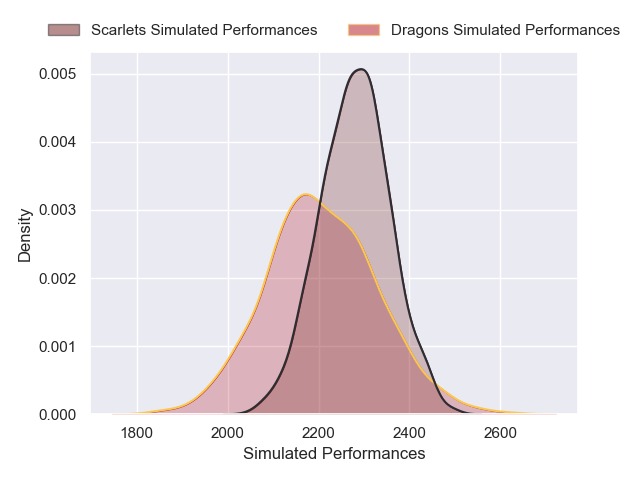 Scarlets Simulated Performances Dragons Simulated Performances
0.005
0.004
0.003
0.002
0.001
0.000
Density
1800 2000 2200 2400 2600
Simulated Performances